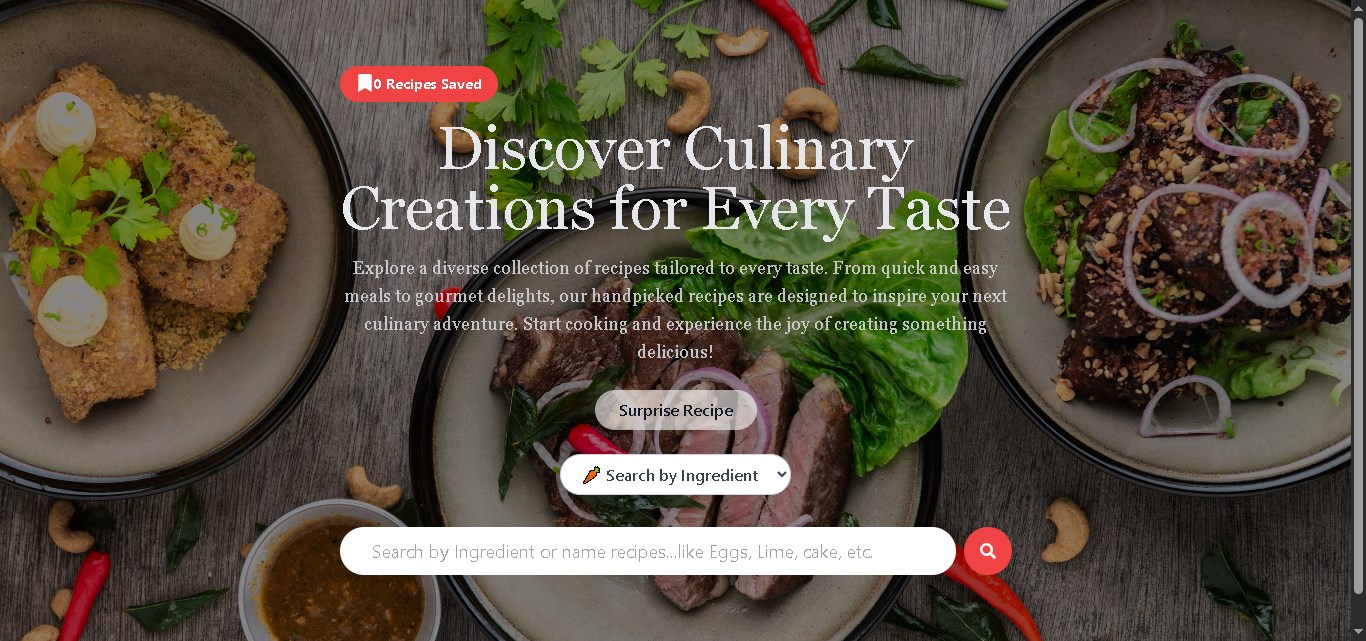 0 Recipes Saved
Discover Culinary
Creations for Every Taste
Explore a diverse collection of recipes tailored to every taste. From quick and easy
meals to gourmet delights, our handpicked recipes are designed to inspire your next
culinary adventure. Start cooking and experience the joy of creating something
delicious!
Surprise Recipe
🥕 Search by Ingredient
Search by Ingredient or name recipes...like Eggs, Lime, cake, etc.